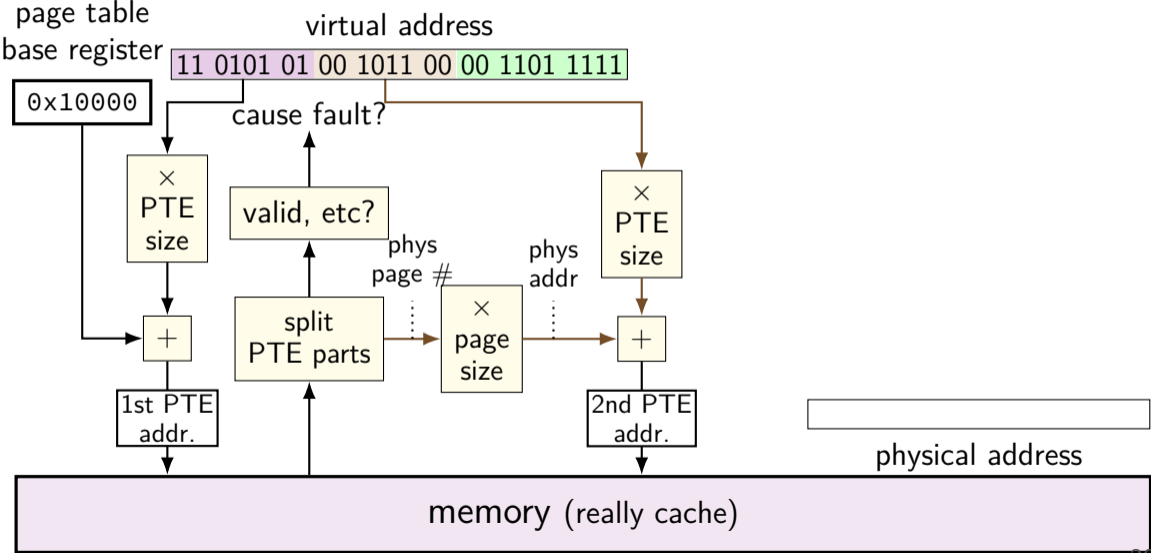 page table
base register
virtual address
11 0101 01 00 1011 00 00 1101 1111
0x10000
cause fault?
×
PTE
size
valid, etc?
×
PTE
size
phys
page #
phys
addr
split
PTE parts
×
page
size
+
+
1st PTE
addr.
2nd PTE
addr.
physical address
memory (really cache)